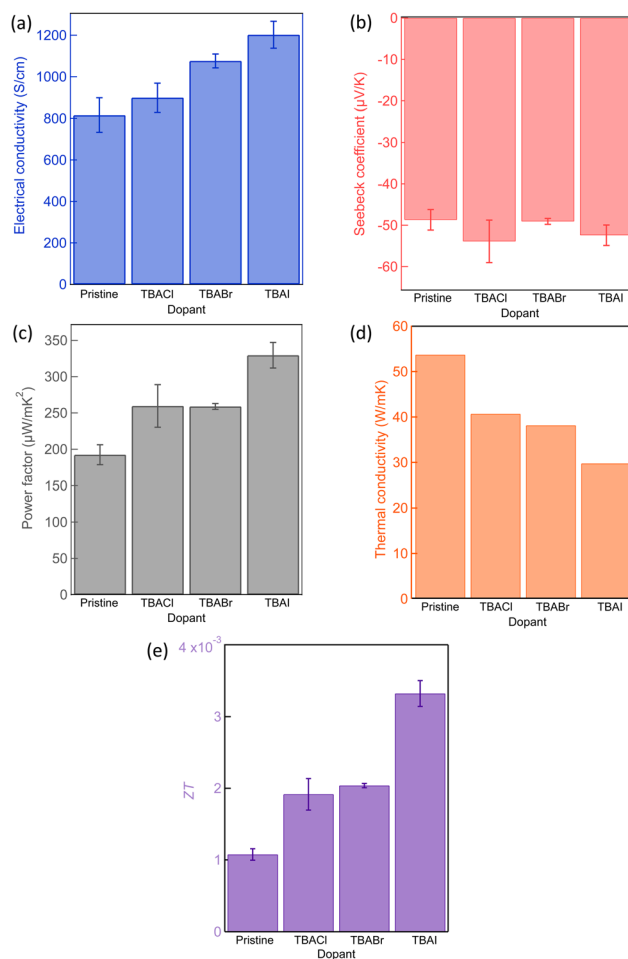 (a)
Electrical conductivity (S/cm)
1200
1000
800
600
400
200
0
Pristine TBACl TBABr TBAI
Dopant
(b)
Seebeck coefficient (µV/K)
0
-10
-20
-30
-40
-50
-60
Pristine TBACl TBABr TBAI
Dopant
(c)
Power factor (µW/mK²)
350
300
250
200
150
100
50
0
Pristine TBACl TBABr TBAI
Dopant
(d)
Thermal conductivity (W/mK)
60
50
40
30
20
10
0
Pristine TBACl TBABr TBAI
Dopant
(e)
ZT
4 x10⁻³
3
2
1
0
Pristine TBACl TBABr TBAI
Dopant